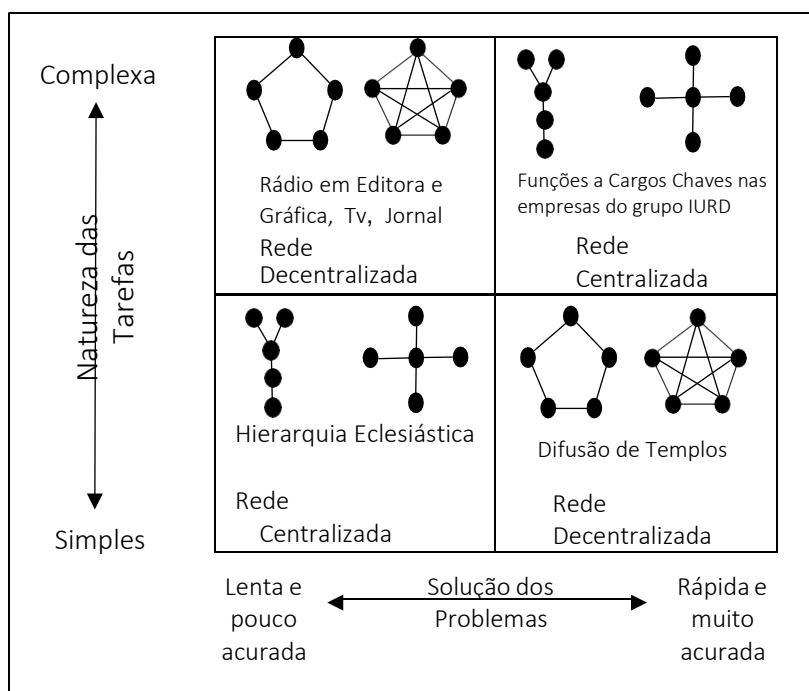 Complexa
Natureza das
Tarefas
Simples
Rádio em Editora e
Gráfica, Tv, Jornal
Rede
Decentralizada
Funções a Cargos Chaves nas
empresas do grupo IURD
Rede
Centralizada
Hierarquia Eclesiástica
Rede
Centralizada
Difusão de Templos
Rede
Decentralizada
Lenta e
pouco
acurada
Solução dos
Problemas
Rápida e
muito
acurada